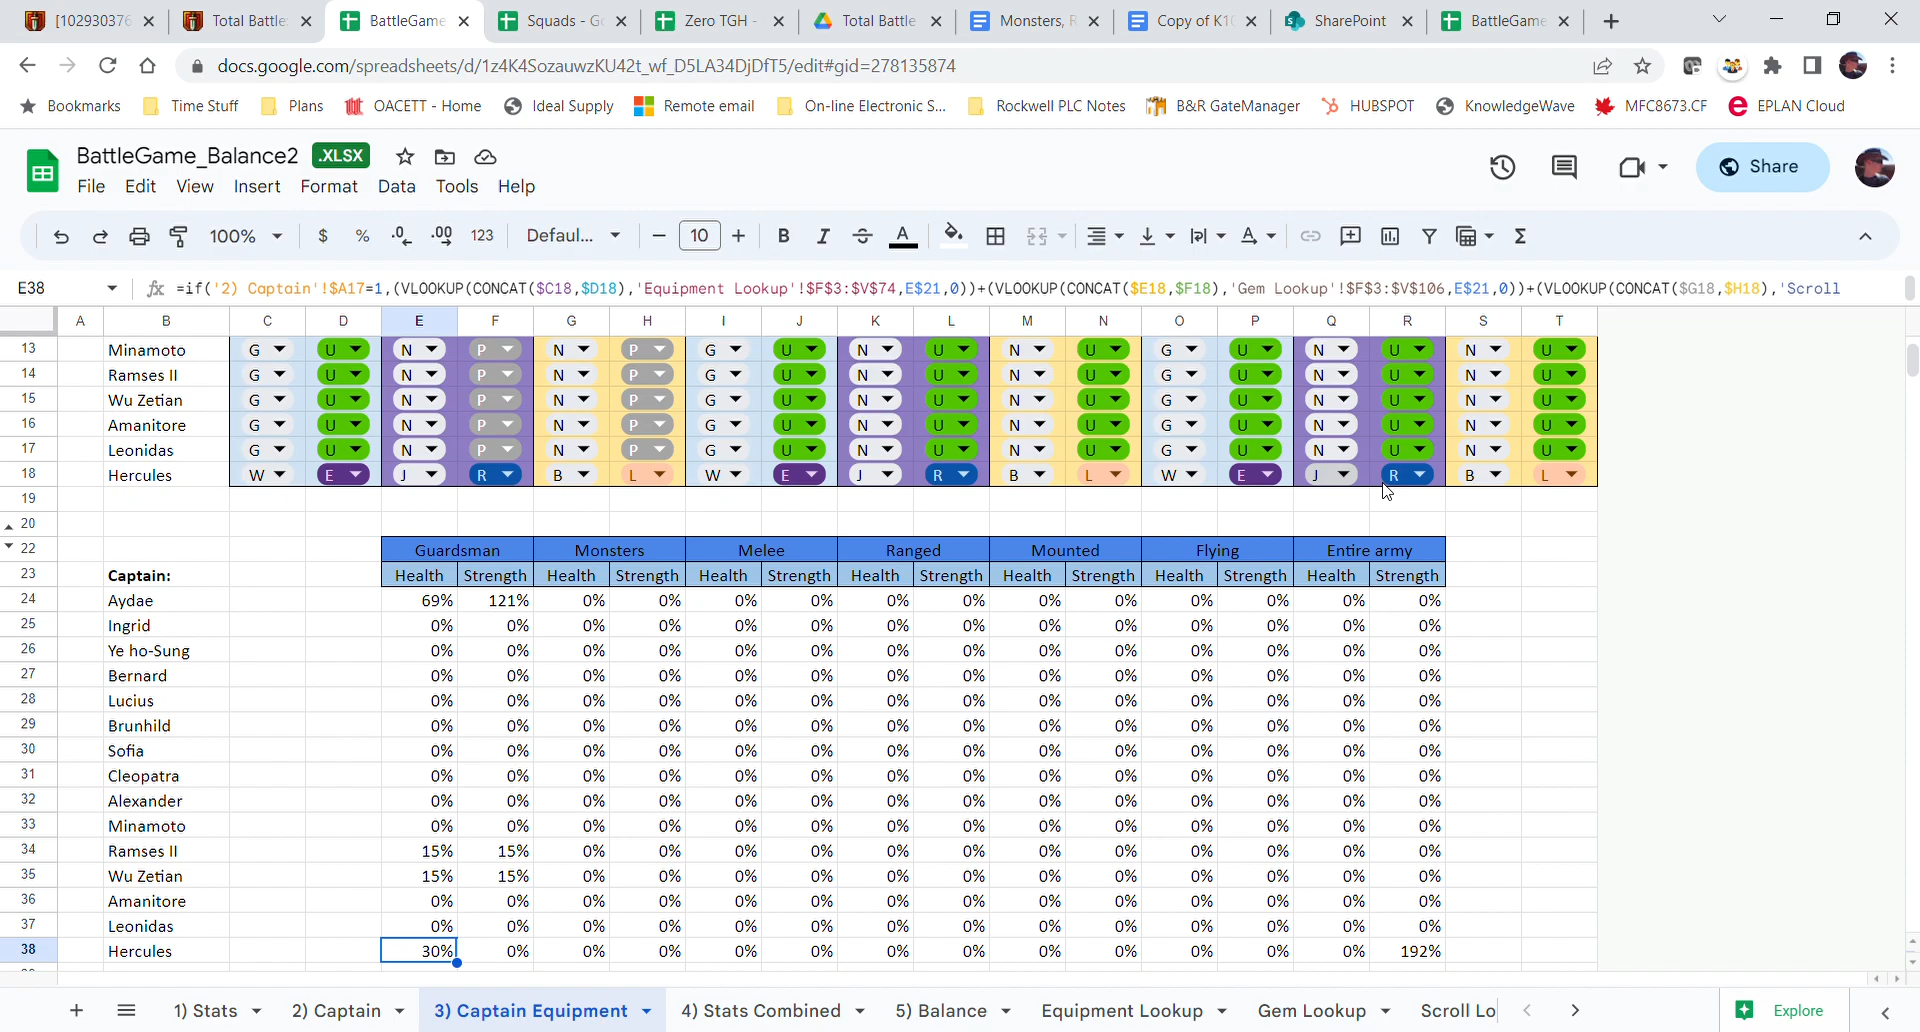 [102930376
Total Battle
BattleGame
Squads - Go
Zero TGH -
Total Battle
Monsters, R
Copy of K10
SharePoint
BattleGame
docs.google.com/spreadsheets/d/1z4K4SozauwzKU42t_wf_D5LA34DjDfT5/edit#gid=278135874
Bookmarks Time Stuff Plans OACETT - Home Ideal Supply Remote email On-line Electronic S... Rockwell PLC Notes B&R GateManager HUBSPOT KnowledgeWave MFC8673.CF EPLAN Cloud
BattleGame_Balance2 .XLSX
File Edit View Insert Format Data Tools Help
Share
100% $ % .0 .00 123 Defaul... 10 B I S A
E38 fx =if('2) Captain'!$A17=1,(VLOOKUP(CONCAT($C18,$D18),'Equipment Lookup'!$F$3:$V$74,E$21,0))+(VLOOKUP(CONCAT($E18,$F18),'Gem Lookup'!$F$3:$V$106,E$21,0))+(VLOOKUP(CONCAT($G18,$H18),'Scroll
A B C D E F G H I J K L M N O P Q R S T
13 Minamoto G U N P N P G U N U N U G U N U N U
14 Ramses II G U N P N P G U N U N U G U N U N U
15 Wu Zetian G U N P N P G U N U N U G U N U N U
16 Amanitore G U N P N P G U N U N U G U N U N U
17 Leonidas G U N P N P G U N U N U G U N U N U
18 Hercules W E J R B L W E J R B L W E J R B L
19
20
22 Guardsman Monsters Melee Ranged Mounted Flying Entire army
23 Captain: Health Strength Health Strength Health Strength Health Strength Health Strength Health Strength Health Strength
24 Aydae 69% 121% 0% 0% 0% 0% 0% 0% 0% 0% 0% 0% 0% 0%
25 Ingrid 0% 0% 0% 0% 0% 0% 0% 0% 0% 0% 0% 0% 0% 0%
26 Ye ho-Sung 0% 0% 0% 0% 0% 0% 0% 0% 0% 0% 0% 0% 0% 0%
27 Bernard 0% 0% 0% 0% 0% 0% 0% 0% 0% 0% 0% 0% 0% 0%
28 Lucius 0% 0% 0% 0% 0% 0% 0% 0% 0% 0% 0% 0% 0% 0%
29 Brunhild 0% 0% 0% 0% 0% 0% 0% 0% 0% 0% 0% 0% 0% 0%
30 Sofia 0% 0% 0% 0% 0% 0% 0% 0% 0% 0% 0% 0% 0% 0%
31 Cleopatra 0% 0% 0% 0% 0% 0% 0% 0% 0% 0% 0% 0% 0% 0%
32 Alexander 0% 0% 0% 0% 0% 0% 0% 0% 0% 0% 0% 0% 0% 0%
33 Minamoto 0% 0% 0% 0% 0% 0% 0% 0% 0% 0% 0% 0% 0% 0%
34 Ramses II 15% 15% 0% 0% 0% 0% 0% 0% 0% 0% 0% 0% 0% 0%
35 Wu Zetian 15% 15% 0% 0% 0% 0% 0% 0% 0% 0% 0% 0% 0% 0%
36 Amanitore 0% 0% 0% 0% 0% 0% 0% 0% 0% 0% 0% 0% 0% 0%
37 Leonidas 0% 0% 0% 0% 0% 0% 0% 0% 0% 0% 0% 0% 0% 0%
38 Hercules 30% 0% 0% 0% 0% 0% 0% 0% 0% 0% 0% 0% 0% 192%
1) Stats 2) Captain 3) Captain Equipment 4) Stats Combined 5) Balance Equipment Lookup Gem Lookup Scroll Lo Explore